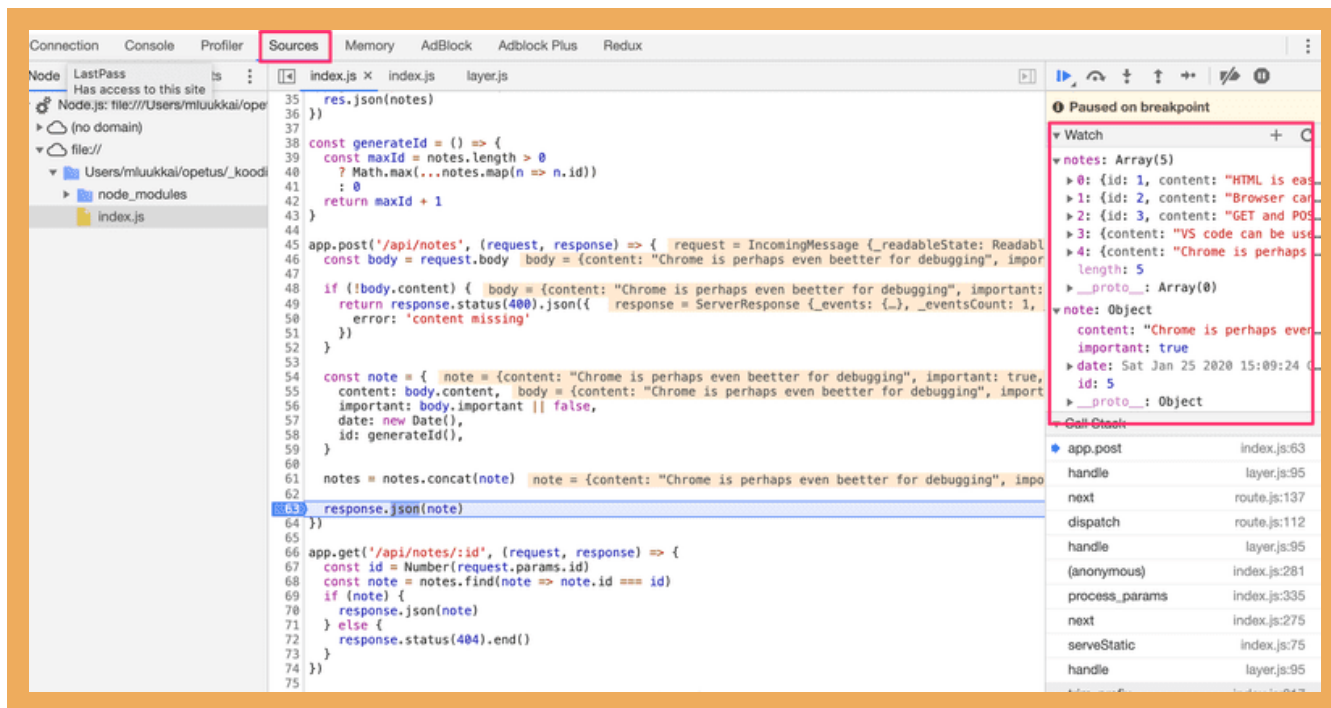 Connection Console Profiler Sources Memory AdBlock Adblock Plus Redux
Node ts
LastPass
Has access to this site
Node.js: file:///Users/mluukkai/ope
(no domain)
file://
Users/mluukkai/opetus/_koodi
node_modules
index.js
index.js × index.js layer.js
35 res.json(notes)
36 })
37
38 const generateId = () => {
39 const maxId = notes.length > 0
40 ? Math.max(...notes.map(n => n.id))
41 : 0
42 return maxId + 1
43 }
44
45 app.post('/api/notes', (request, response) => { request = IncomingMessage {_readableState: Readabl
46 const body = request.body body = {content: "Chrome is perhaps even beetter for debugging", impor
47
48 if (!body.content) { body = {content: "Chrome is perhaps even beetter for debugging", important:
49 return response.status(400).json({ response = ServerResponse {_events: {…}, _eventsCount: 1,
50 error: 'content missing'
51 })
52 }
53
54 const note = { note = {content: "Chrome is perhaps even beetter for debugging", important: true,
55 content: body.content, body = {content: "Chrome is perhaps even beetter for debugging", import
56 important: body.important || false,
57 date: new Date(),
58 id: generateId(),
59 }
60
61 notes = notes.concat(note) note = {content: "Chrome is perhaps even beetter for debugging", impo
62
63 response.json(note)
64 })
65
66 app.get('/api/notes/:id', (request, response) => {
67 const id = Number(request.params.id)
68 const note = notes.find(note => note.id === id)
69 if (note) {
70 response.json(note)
71 } else {
72 response.status(404).end()
73 }
74 })
75
Paused on breakpoint
Watch
notes: Array(5)
0: {id: 1, content: "HTML is eas…
1: {id: 2, content: "Browser can…
2: {id: 3, content: "GET and POS…
3: {content: "VS code can be use…
4: {content: "Chrome is perhaps …
length: 5
__proto__: Array(0)
note: Object
content: "Chrome is perhaps ever…
important: true
date: Sat Jan 25 2020 15:09:24 G…
id: 5
__proto__: Object
Call Stack
app.post index.js:63
handle layer.js:95
next route.js:137
dispatch route.js:112
handle layer.js:95
(anonymous) index.js:281
process_params index.js:335
next index.js:275
serveStatic index.js:75
handle layer.js:95